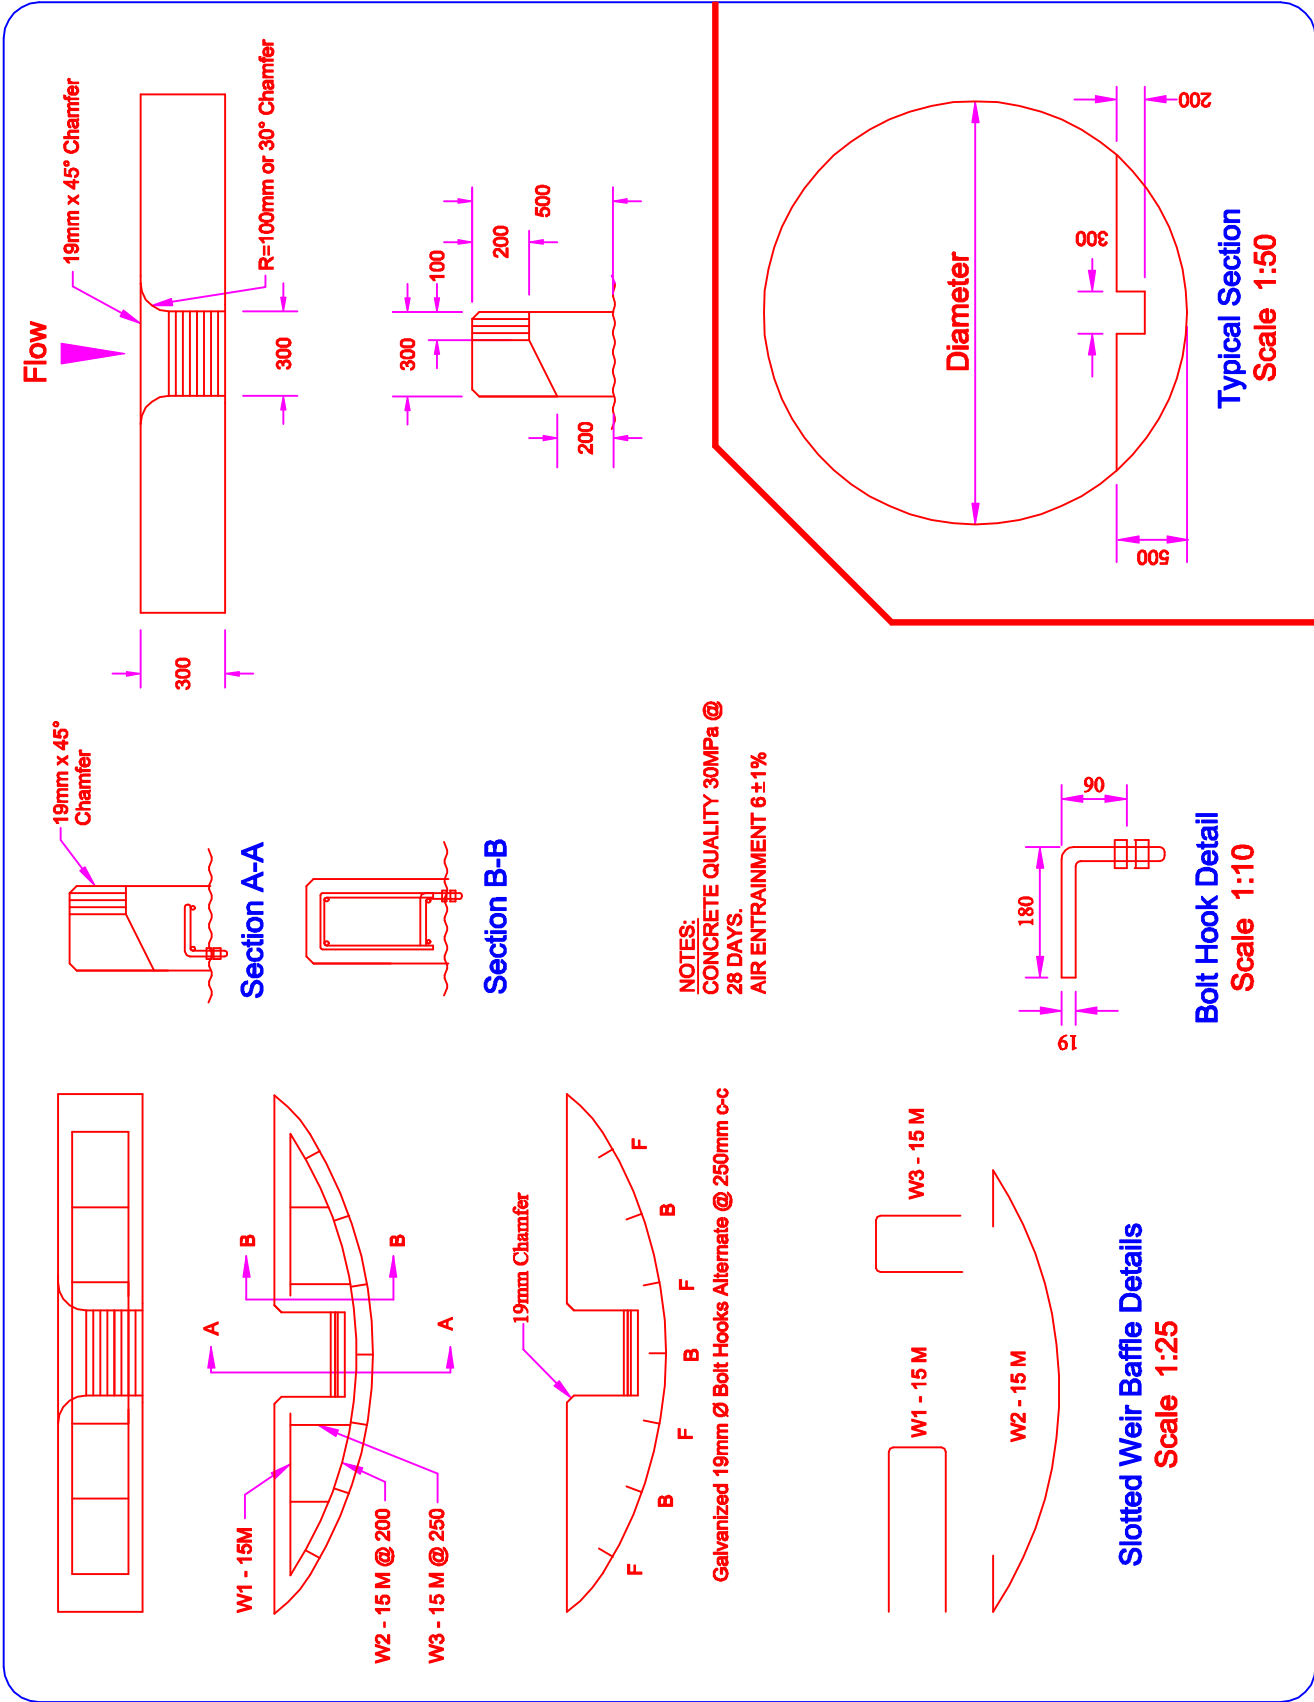 W1 - 15M
W2 - 15 M @ 200
W3 - 15 M @ 250
A
A
B
B
19mm Chamfer
F
B
F
B
F
B
F
Galvanized 19mm Ø Bolt Hooks Alternate @ 250mm c-c
W1 - 15 M
W3 - 15 M
W2 - 15 M
Slotted Weir Baffle Details
Scale 1:25
19mm x 45°
Chamfer
Section A-A
Section B-B
NOTES:
CONCRETE QUALITY 30MPa @
28 DAYS.
AIR ENTRAINMENT 6±1%
180
90
19
Bolt Hook Detail
Scale 1:10
Flow
19mm x 45° Chamfer
R=100mm or 30° Chamfer
300
300
300
100
200
500
200
Diameter
300
200
500
Typical Section
Scale 1:50